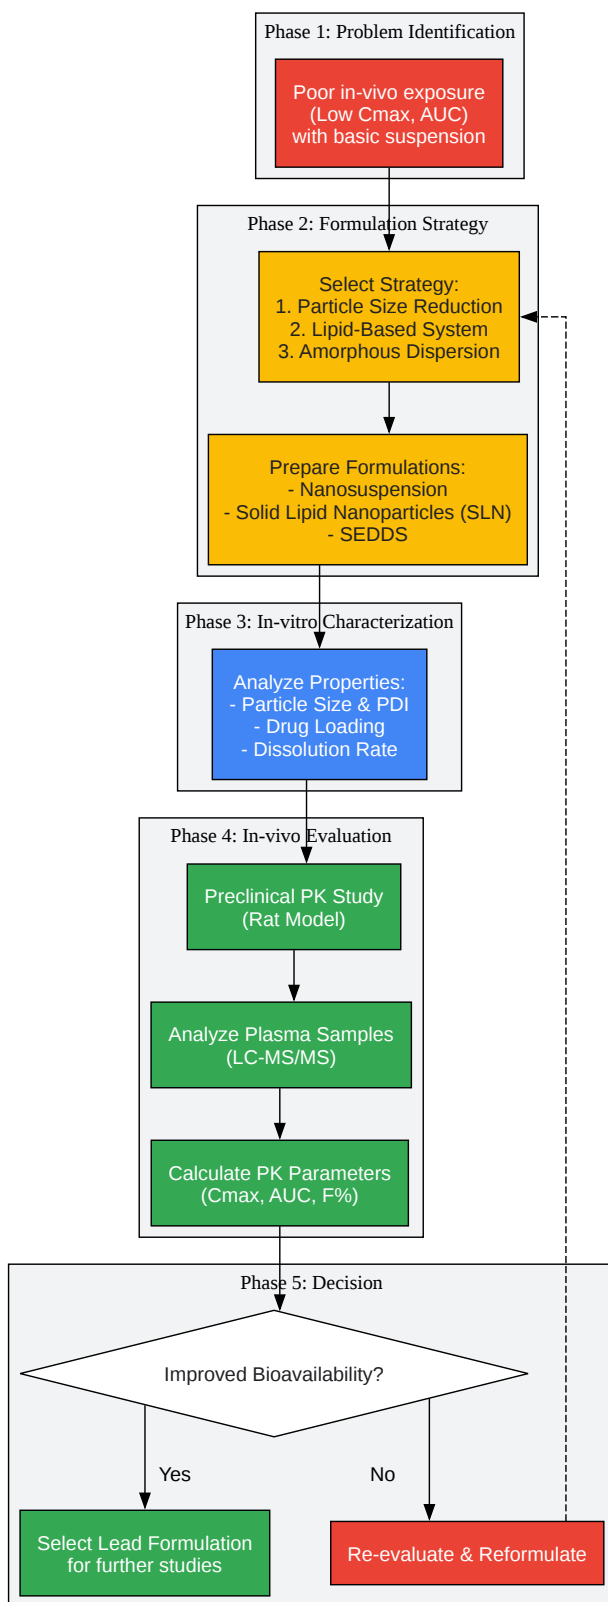 Phase 1: Problem Identification
Poor in-vivo exposure
(Low Cmax, AUC)
with basic suspension
Phase 2: Formulation Strategy
Select Strategy:
1. Particle Size Reduction
2. Lipid-Based System
3. Amorphous Dispersion
Prepare Formulations:
- Nanosuspension
- Solid Lipid Nanoparticles (SLN)
- SEDDS
Phase 3: In-vitro Characterization
Analyze Properties:
- Particle Size & PDI
- Drug Loading
- Dissolution Rate
Phase 4: In-vivo Evaluation
Preclinical PK Study
(Rat Model)
Analyze Plasma Samples
(LC-MS/MS)
Calculate PK Parameters
(Cmax, AUC, F%)
Phase 5: Decision
Improved Bioavailability?
Yes
No
Select Lead Formulation
for further studies
Re-evaluate & Reformulate